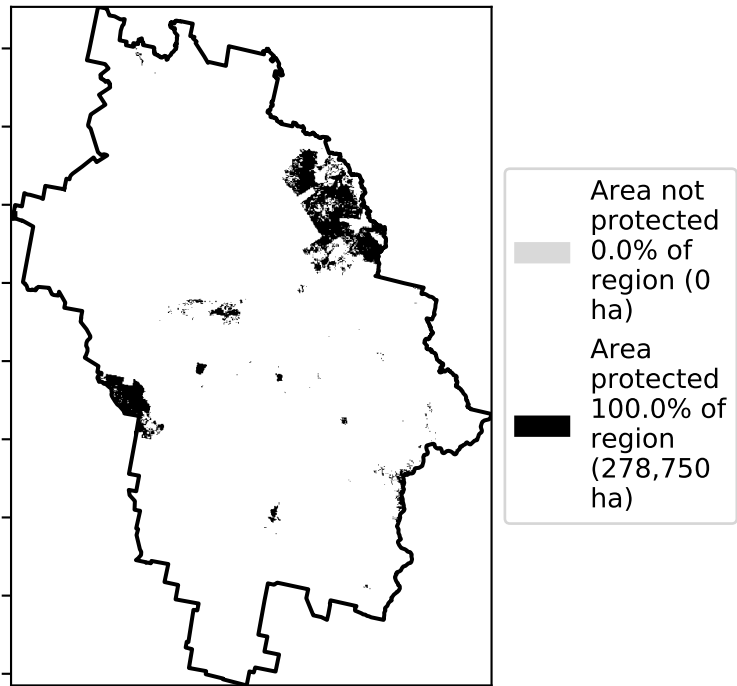 Area not
protected
0.0% of
region (0
ha)
Area
protected
100.0% of
region
(278,750
ha)